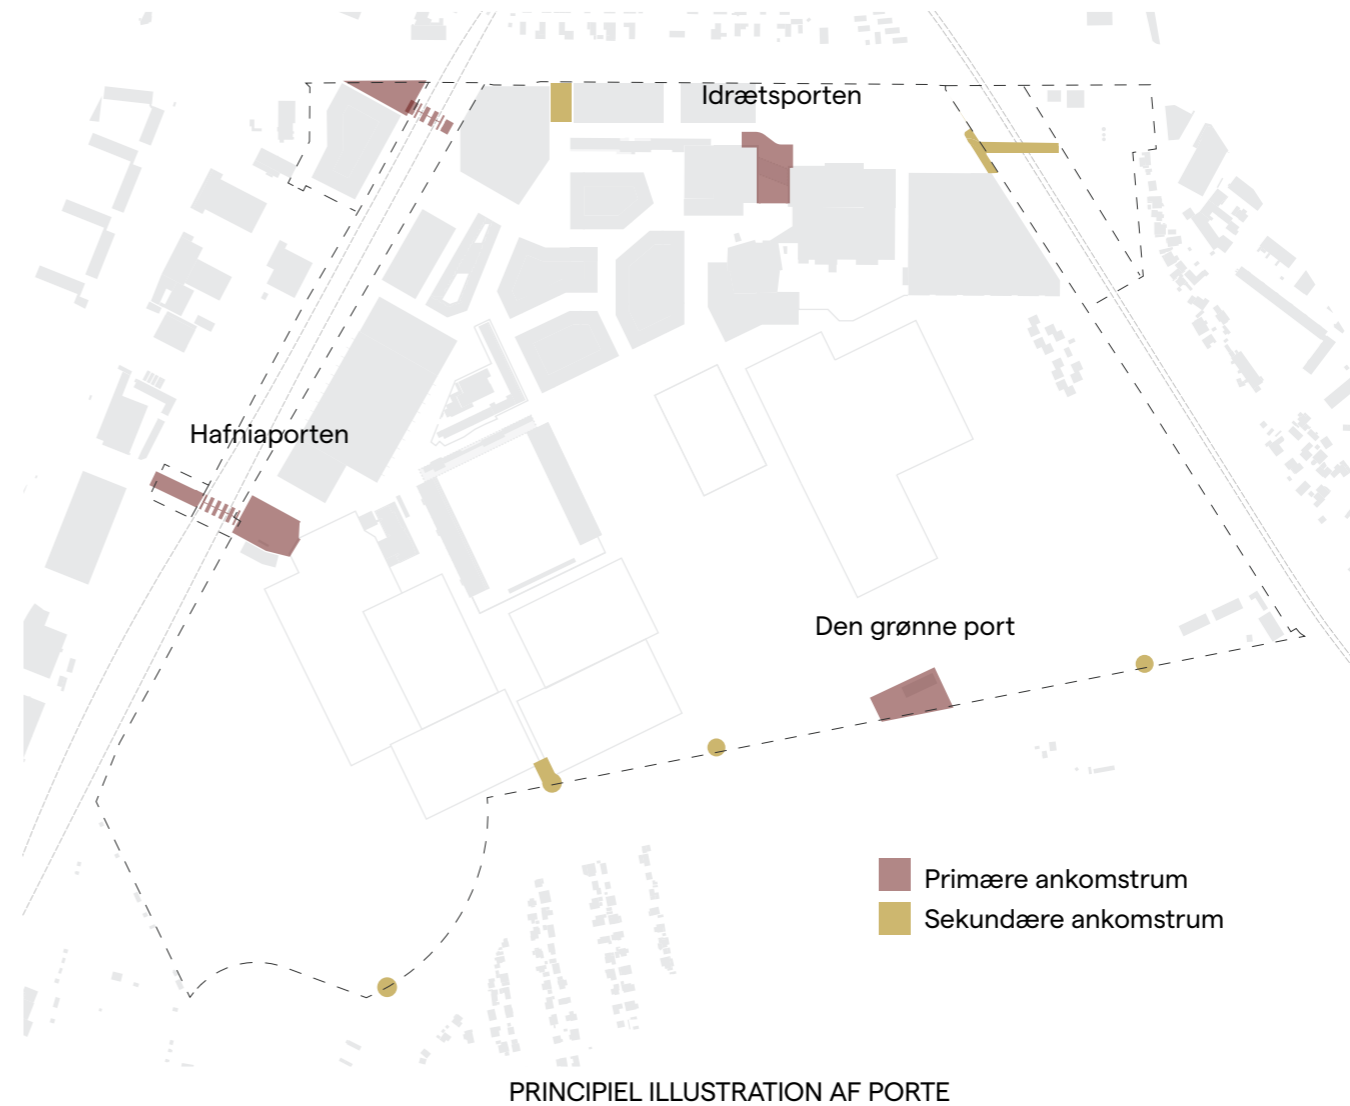 Idrætsporten
Hafniaporten
Den grønne port
Primære ankomstrum
Sekundære ankomstrum
PRINCIPIEL ILLUSTRATION AF PORTE